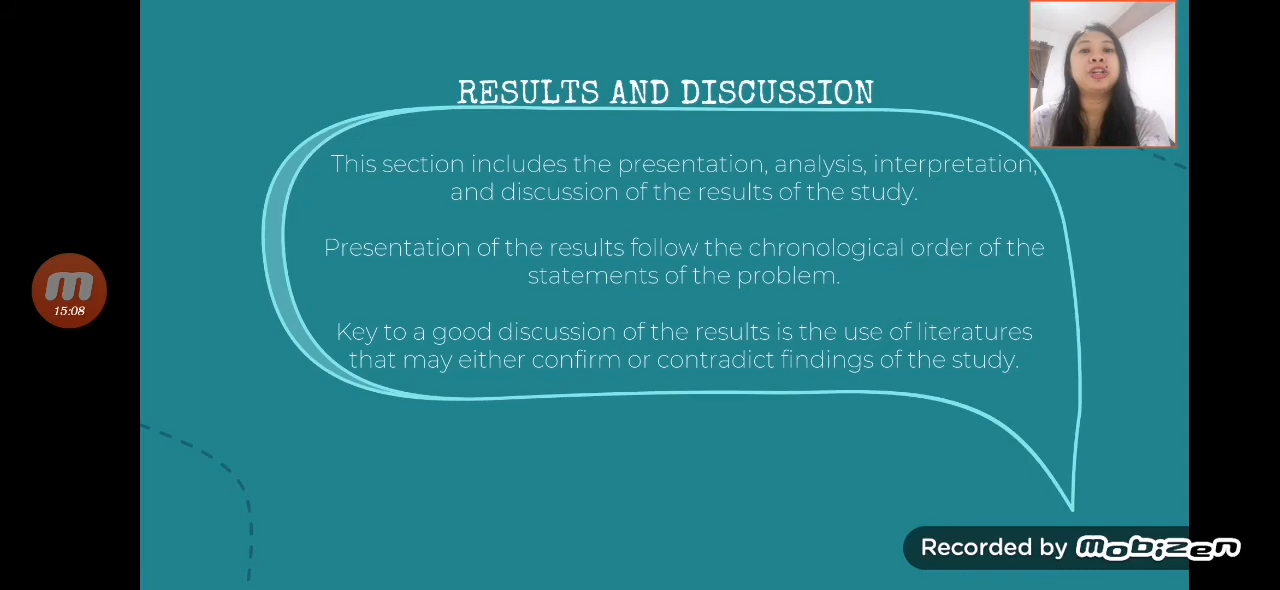 RESULTS AND DISCUSSION
This section includes the presentation, analysis, interpretation,
and discussion of the results of the study.
Presentation of the results follow the chronological order of the
statements of the problem.
Key to a good discussion of the results is the use of literatures
that may either confirm or contradict findings of the study.
m
15:08
Recorded by mobizen